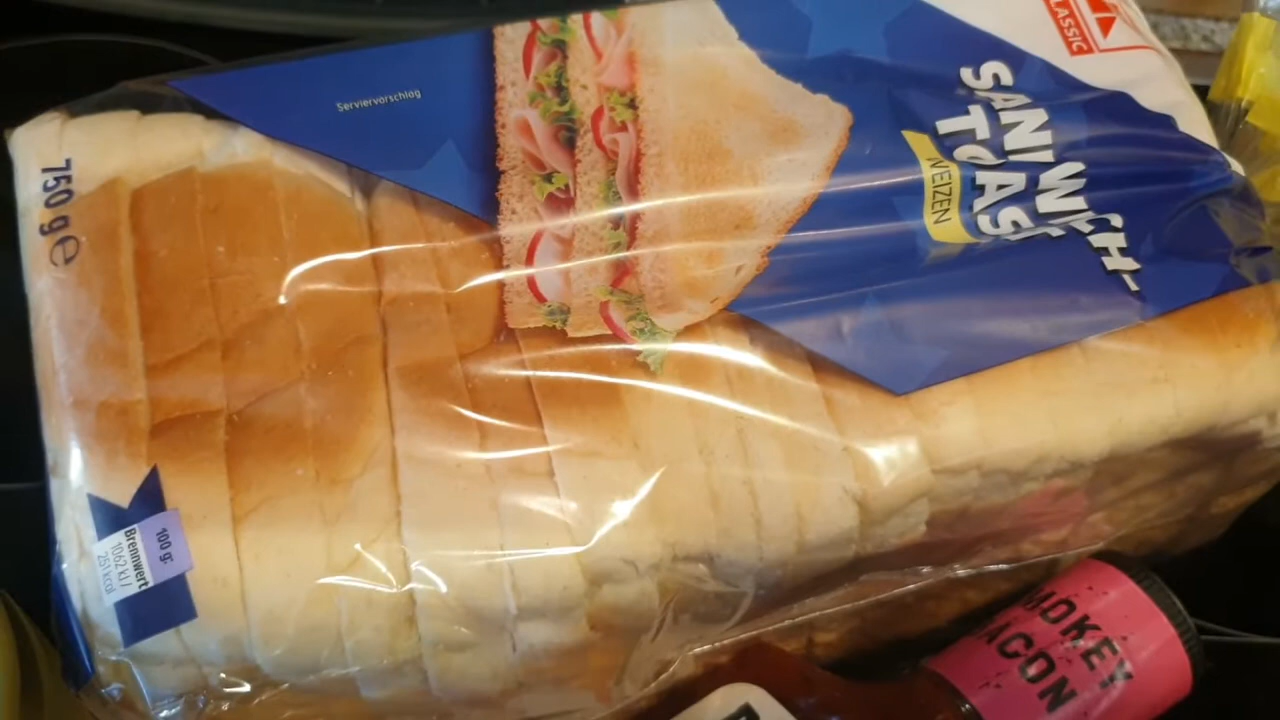 CLASSIC
SANDWICH-
TOAST
WEIZEN
Serviervorschlag
750 g e
100 g:
Brennwert
1062 kJ/
251 kcal
SMOKEY
BACON